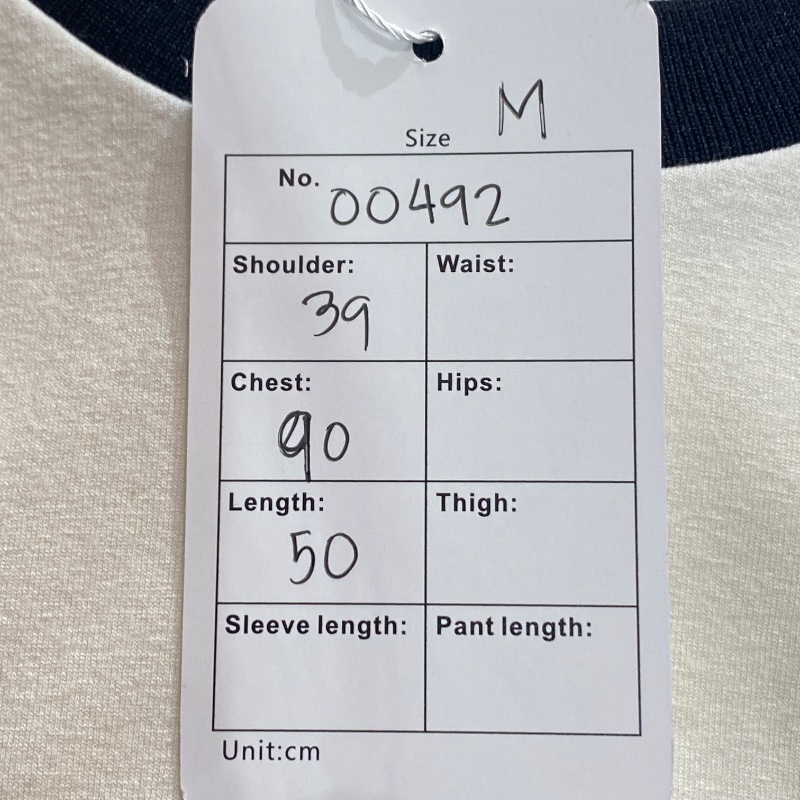 Size M
No. 00492
Shoulder: Waist:
39
Chest: Hips:
90
Length: Thigh:
50
Sleeve length: Pant length:
Unit:cm